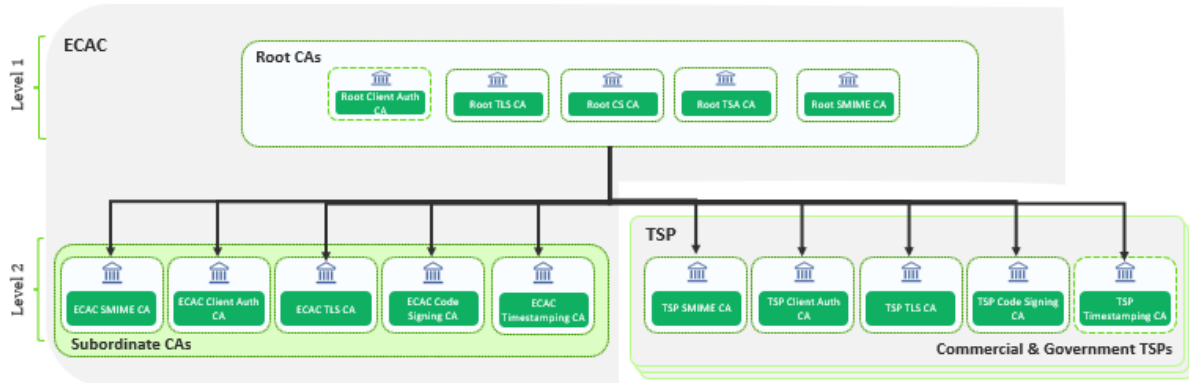 ECAC
Level 1
Root CAs
Root Client Auth
CA
Root TLS CA
Root CS CA
Root TSA CA
Root SMIME CA
Level 2
ECAC SMIME CA
ECAC Client Auth
CA
ECAC TLS CA
ECAC Code
Signing CA
ECAC
Timestamping CA
Subordinate CAs
TSP
TSP SMIME CA
TSP Client Auth
CA
TSP TLS CA
TSP Code Signing
CA
TSP
Timestamping CA
Commercial & Government TSPs